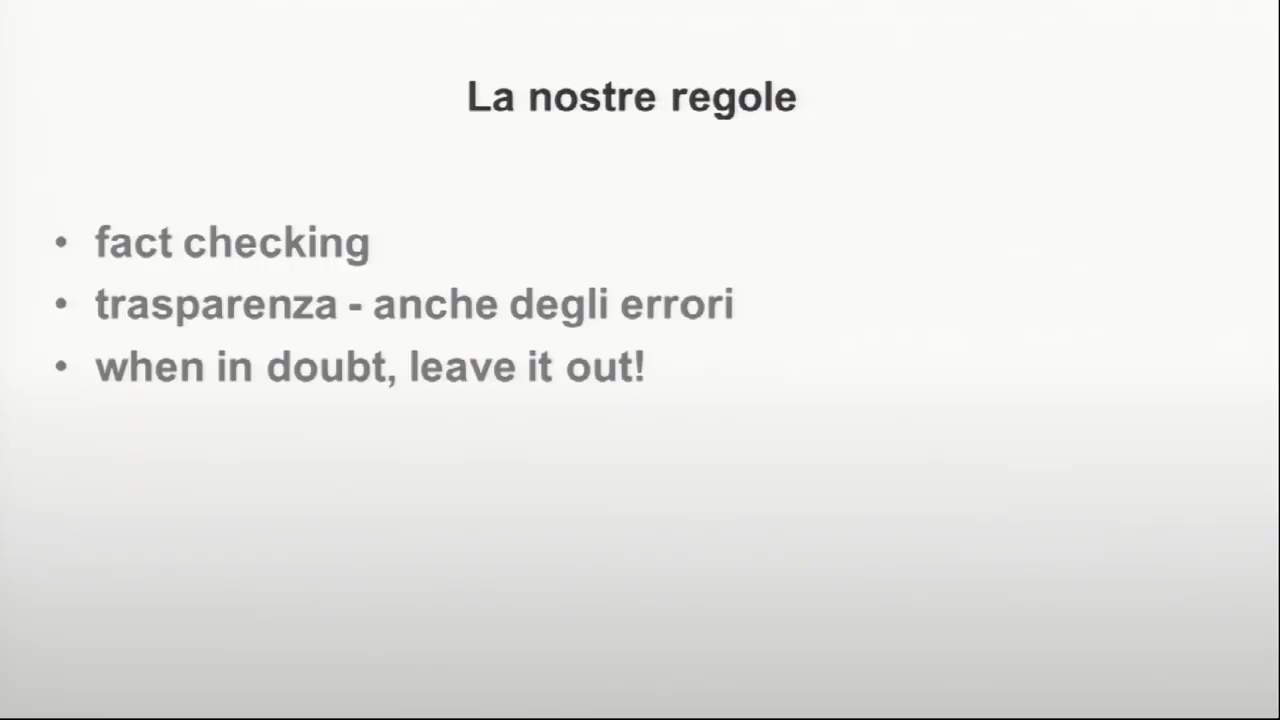 La nostre regole
• fact checking
• trasparenza - anche degli errori
• when in doubt, leave it out!